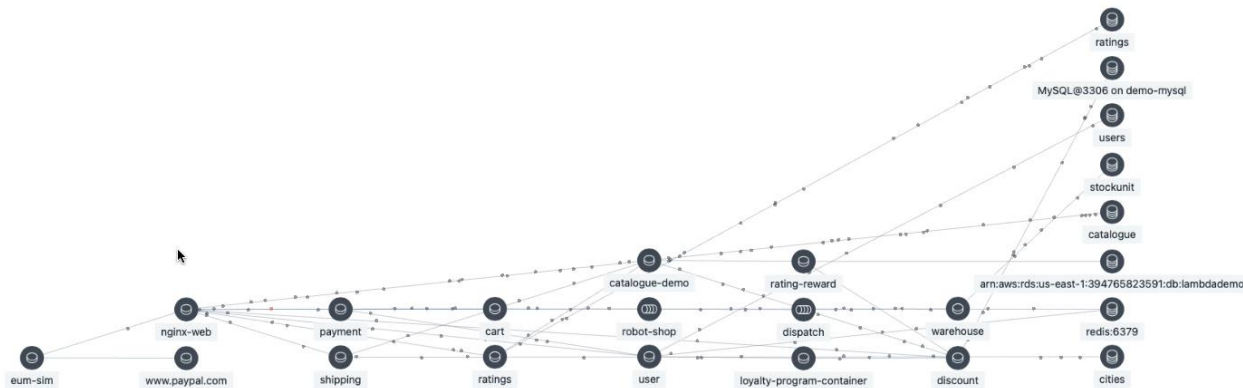 ratings
MySQL@3306 on demo-mysql
users
stockunit
catalogue
catalogue-demo
rating-reward
arn:aws:rds:us-east-1:394765823591:db:lambdademo
nginx-web
payment
cart
robot-shop
dispatch
warehouse
redis:6379
eum-sim
www.paypal.com
shipping
ratings
user
loyalty-program-container
discount
cities